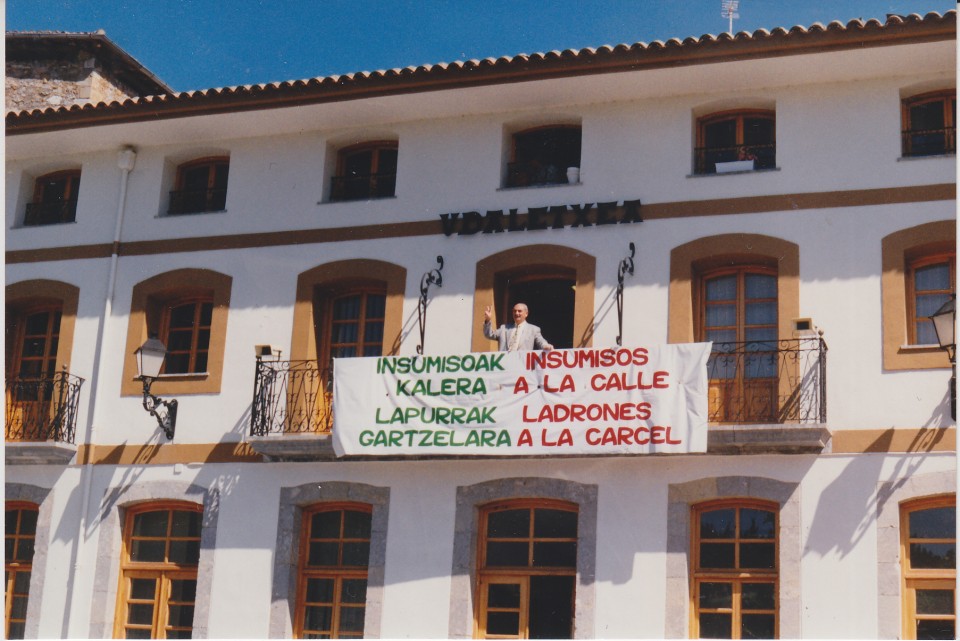 UDALETXEA
INSUMISOAK
KALERA
LAPURRAK
GARTZELARA
INSUMISOS
A LA CALLE
LADRONES
A LA CARCEL